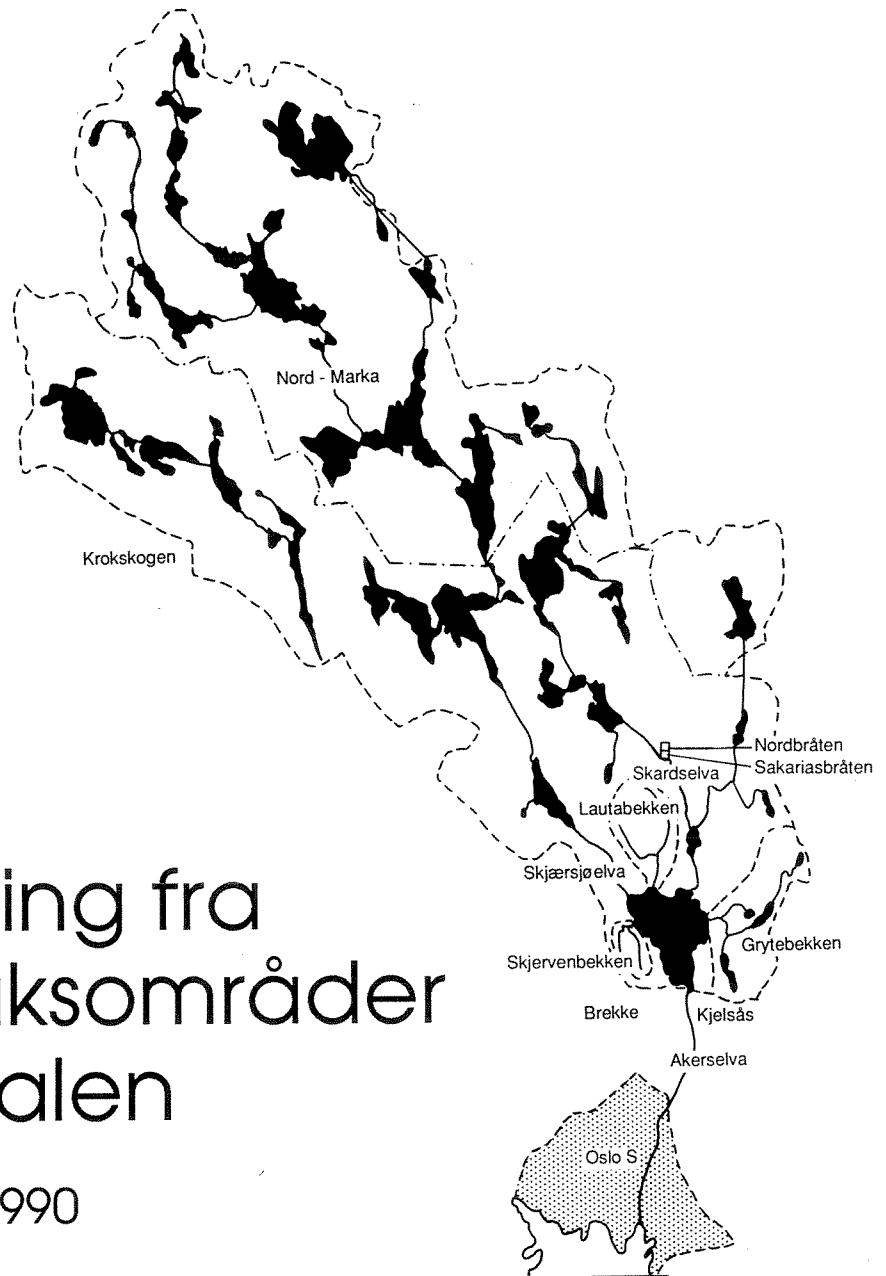 Nord - Marka
Krokskogen
Nordbråten
Sakariasbråten
Skardselva
Lautabekken
Skjærsjøelva
Grytebekken
Skjervenbekken
Brekke
Kjelsås
Akerselva
Oslo S
ing fra
ksområder
alen
990